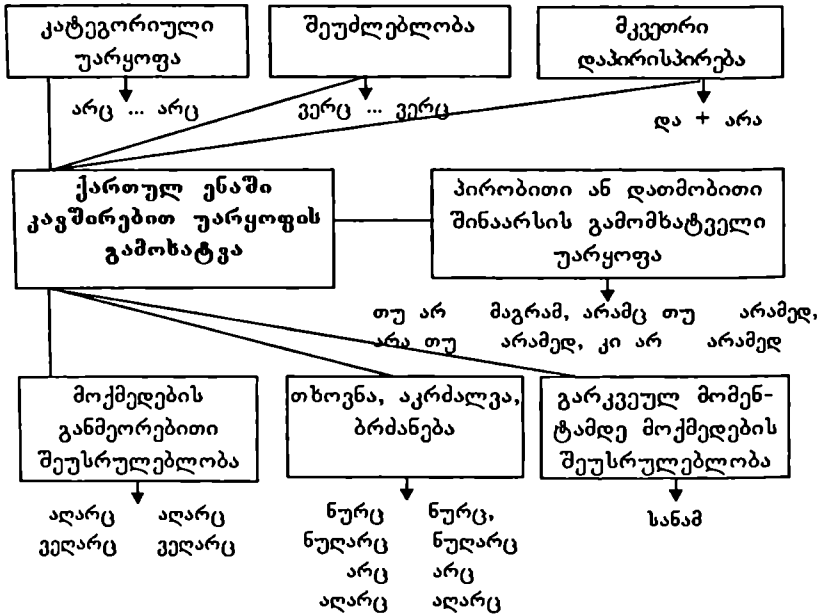 კატეგორიული
უარყოფა
შეუძლებლობა
მკვეთრი
დაპირისპირება
არც ... არც
ვერც ... ვერც
და + არა
ქართულ ენაში
კავშირებით უარყოფის
გამოხატვა
პირობითი ან დათმობითი
შინაარსის გამომხატველი
უარყოფა
თუ არ მაგრამ, არამც თუ არამედ,
არა თუ არამედ, კი არ არამედ
მოქმედების
განმეორებითი
შეუსრულებლობა
თხოვნა, აკრძალვა,
ბრძანება
გარკვეულ მომენ-
ტამდე მოქმედების
შეუსრულებლობა
აღარც აღარც
ვეღარც ვეღარც
ნურც ნურც,
ნუღარც ნუღარც
არც არც
აღარც აღარც
სანამ